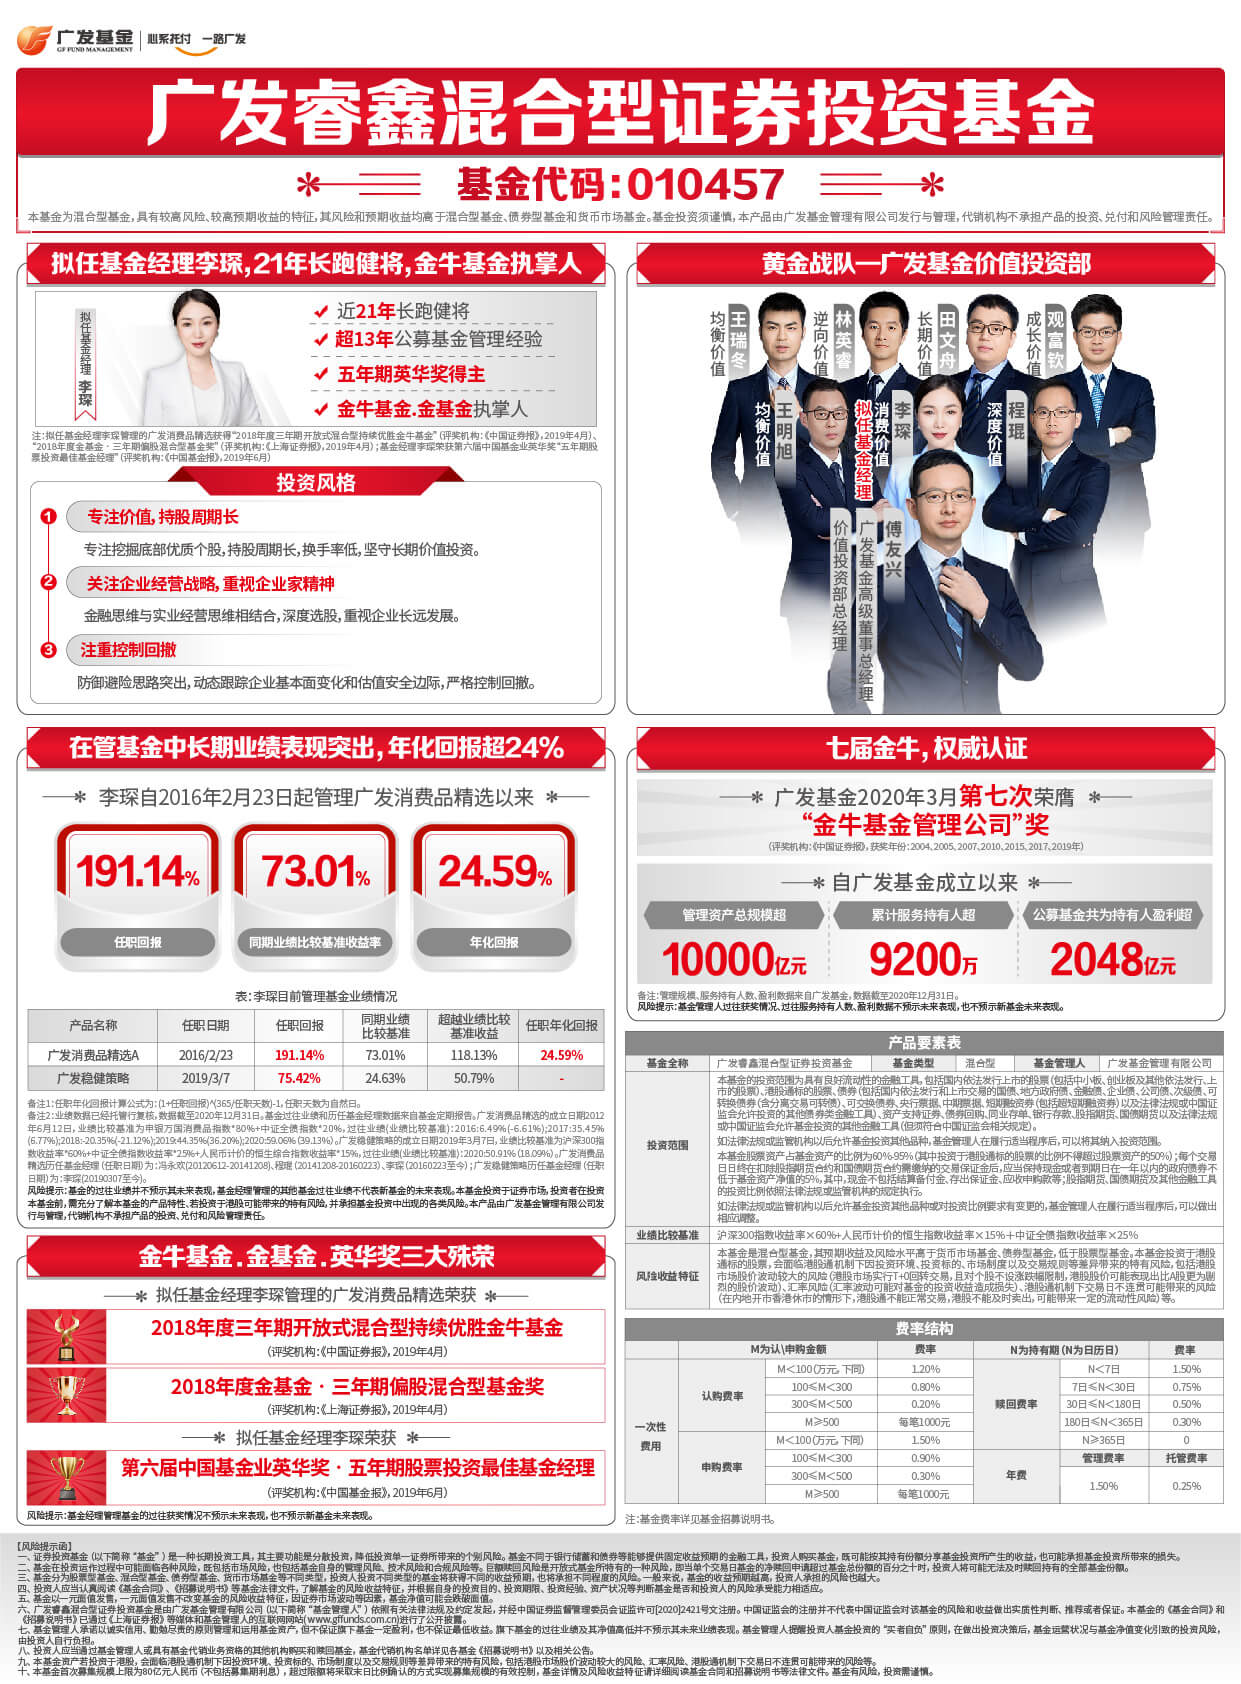 广发基金
GF FUND MANAGEMENT
心系托付 一路广发
广发睿鑫混合型证券投资基金
基金代码:010457
本基金为混合型基金,具有较高风险、较高预期收益的特征,其风险和预期收益均高于混合型基金、债券型基金和货币市场基金。基金投资须谨慎,本产品由广发基金管理有限公司发行与管理,代销机构不承担产品的投资、兑付和风险管理责任。
拟任基金经理李琛,21年长跑健将,金牛基金执掌人
拟任基金经理 李琛
近21年长跑健将
超13年公募基金管理经验
五年期英华奖得主
金牛基金.金基金执掌人
注:拟任基金经理李琛管理的广发消费品精选获得“2018年度三年期开放式混合型持续优胜金牛基金”(评奖机构:《中国证券报》,2019年4月)、
“2018年度金基金·三年期偏股混合型基金奖”(评奖机构:《上海证券报》,2019年4月);基金经理李琛荣获第六届中国基金业英华奖“五年期股
票投资最佳基金经理”(评奖机构:《中国基金报》,2019年6月)
投资风格
1 专注价值,持股周期长
专注挖掘底部优质个股,持股周期长,换手率低,坚守长期价值投资。
2 关注企业经营战略,重视企业家精神
金融思维与实业经营思维相结合,深度选股,重视企业长远发展。
3 注重控制回撤
防御避险思路突出,动态跟踪企业基本面变化和估值安全边际,严格控制回撤。
黄金战队—广发基金价值投资部
均衡价值 王瑞冬
逆向价值 林英睿
长期价值 田文舟
成长价值 观富钦
均衡价值 王明旭
拟任基金经理 消费价值 李琛
深度价值 程琨
价值投资部总经理 广发基金高级董事总经理 傅友兴
在管基金中长期业绩表现突出,年化回报超24%
李琛自2016年2月23日起管理广发消费品精选以来
191.14% 73.01% 24.59%
任职回报 同期业绩比较基准收益率 年化回报
表:李琛目前管理基金业绩情况
产品名称 任职日期 任职回报 同期业绩比较基准 超越业绩比较基准收益 任职年化回报
广发消费品精选A 2016/2/23 191.14% 73.01% 118.13% 24.59%
广发稳健策略 2019/3/7 75.42% 24.63% 50.79% -
备注1:任职年化回报计算公式为:(1+任职回报)^(365/任职天数)-1,任职天数为自然日。
备注2:业绩数据已经托管行复核,数据截至2020年12月31日。基金过往业绩和历任基金经理数据来自基金定期报告。广发消费品精选的成立日期2012
年6月12日,业绩比较基准为申银万国消费品指数*80%+中证全债指数*20%,过往业绩(业绩比较基准):2016:6.49%(-6.61%);2017:35.45%
(6.77%);2018:-20.35%(-21.12%);2019:44.35%(36.20%);2020:59.06%(39.13%)。广发稳健策略的成立日期2019年3月7日,业绩比较基准为沪深300指
数收益率*60%+中证全债指数收益率*25%+人民币计价的恒生综合指数收益率*15%,过往业绩(业绩比较基准):2020:50.91%(18.09%)。广发消费品
精选历任基金经理(任职日期)为:冯永欢(20120612-20141208)、程琨(20141208-20160223)、李琛(20160223至今);广发稳健策略历任基金经理(任职
日期)为:李琛(20190307至今)。
风险提示:基金的过往业绩并不预示其未来表现,基金经理管理的其他基金过往业绩不代表新基金的未来表现。本基金投资于证券市场,投资者在投资
本基金前,需充分了解本基金的产品特性、若投资于港股可能带来的特有风险,并承担基金投资中出现的各类风险。本产品由广发基金管理有限公司发
行与管理,代销机构不承担产品的投资、兑付和风险管理责任。
七届金牛,权威认证
广发基金2020年3月第七次荣膺
“金牛基金管理公司”奖
(评奖机构:《中国证券报》,获奖年份:2004、2005、2007、2010、2015、2017、2019年)
自广发基金成立以来
管理资产总规模超 累计服务持有人超 公募基金共为持有人盈利超
10000亿元 9200万 2048亿元
备注:管理规模、服务持有人数、盈利数据来自广发基金,数据截至2020年12月31日。
风险提示:基金管理人过往获奖情况、过往服务持有人数、盈利数据不预示未来表现,也不预示新基金未来表现。
产品要素表
基金全称 广发睿鑫混合型证券投资基金 基金类型 混合型 基金管理人 广发基金管理有限公司
投资范围
本基金的投资范围为具有良好流动性的金融工具,包括国内依法发行上市的股票(包括中小板、创业板及其他依法发行、上
市的股票)、港股通标的股票、债券(包括国内依法发行和上市交易的国债、地方政府债、金融债、企业债、公司债、次级债、可
转换债券(含分离交易可转债)、可交换债券、央行票据、中期票据、短期融资券(包括超短期融资券)以及法律法规或中国证
监会允许投资的其他债券类金融工具)、资产支持证券、债券回购、同业存单、银行存款、股指期货、国债期货以及法律法规
或中国证监会允许基金投资的其他金融工具(但须符合中国证监会相关规定)。
如法律法规或监管机构以后允许基金投资其他品种,基金管理人在履行适当程序后,可以将其纳入投资范围。
本基金股票资产占基金资产的比例为60%-95%(其中投资于港股通标的股票的比例不得超过股票资产的50%);每个交易
日日终在扣除股指期货合约和国债期货合约需缴纳的交易保证金后,应当保持现金或者到期日在一年以内的政府债券不
低于基金资产净值的5%,其中,现金不包括结算备付金、存出保证金、应收申购款等;股指期货、国债期货及其他金融工具
的投资比例依照法律法规或监管机构的规定执行。
如法律法规或监管机构以后允许基金投资其他品种或对投资比例要求有变更的,基金管理人在履行适当程序后,可以做出
相应调整。
业绩比较基准 沪深300指数收益率×60%+人民币计价的恒生指数收益率×15%+中证全债指数收益率×25%
风险收益特征
本基金是混合型基金,其预期收益及风险水平高于货币市场基金、债券型基金,低于股票型基金。本基金投资于港股
通标的股票,会面临港股通机制下因投资环境、投资标的、市场制度以及交易规则等差异带来的特有风险,包括港股
市场股价波动较大的风险(港股市场实行T+0回转交易,且对个股不设涨跌幅限制,港股股价可能表现出比A股更为剧
烈的股价波动)、汇率风险(汇率波动可能对基金的投资收益造成损失)、港股通机制下交易日不连贯可能带来的风险
(在内地开市香港休市的情形下,港股通不能正常交易,港股不能及时卖出,可能带来一定的流动性风险)等。
金牛基金.金基金.英华奖三大殊荣
拟任基金经理李琛管理的广发消费品精选荣获
2018年度三年期开放式混合型持续优胜金牛基金
(评奖机构:《中国证券报》,2019年4月)
2018年度金基金·三年期偏股混合型基金奖
(评奖机构:《上海证券报》,2019年4月)
拟任基金经理李琛荣获
第六届中国基金业英华奖·五年期股票投资最佳基金经理
(评奖机构:《中国基金报》,2019年6月)
风险提示:基金经理管理基金的过往获奖情况不预示未来表现,也不预示新基金未来表现。
费率结构
M为认\申购金额 费率 N为持有期(N为日历日) 费率
一次性费用
认购费率
M<100(万元,下同) 1.20%
100≤M<300 0.80%
300≤M<500 0.20%
M≥500 每笔1000元
申购费率
M<100(万元,下同) 1.50%
100≤M<300 0.90%
300≤M<500 0.30%
M≥500 每笔1000元
赎回费率
N<7日 1.50%
7日≤N<30日 0.75%
30日≤N<180日 0.50%
180日≤N<365日 0.30%
N≥365日 0
年费
管理费率 托管费率
1.50% 0.25%
注:基金费率详见基金招募说明书。
【风险提示函】
一、证券投资基金(以下简称“基金”)是一种长期投资工具,其主要功能是分散投资,降低投资单一证券所带来的个别风险。基金不同于银行储蓄和债券等能够提供固定收益预期的金融工具,投资人购买基金,既可能按其持有份额分享基金投资所产生的收益,也可能承担基金投资所带来的损失。
二、基金在投资运作过程中可能面临各种风险,既包括市场风险,也包括基金自身的管理风险、技术风险和合规风险等。巨额赎回风险是开放式基金所特有的一种风险,即当单个交易日基金的净赎回申请超过基金总份额的百分之十时,投资人将可能无法及时赎回持有的全部基金份额。
三、基金分为股票型基金、混合型基金、债券型基金、货币市场基金等不同类型,投资人投资不同类型的基金将获得不同的收益预期,也将承担不同程度的风险。一般来说,基金的收益预期越高,投资人承担的风险也越大。
四、投资人应当认真阅读《基金合同》、《招募说明书》等基金法律文件,了解基金的风险收益特征,并根据自身的投资目的、投资期限、投资经验、资产状况等判断基金是否和投资人的风险承受能力相适应。
五、基金以一元面值发售,一元面值发售不改变基金的风险收益特征,因证券市场波动等因素,基金净值可能会跌破面值。
六、广发睿鑫混合型证券投资基金是由广发基金管理有限公司(以下简称“基金管理人”)依照有关法律法规及约定发起,并经中国证券监督管理委员会证监许可[2020]2421号文注册。中国证监会的注册并不代表中国证监会对该基金的风险和收益做出实质性判断、推荐或者保证。本基金的《基金合同》和
《招募说明书》已通过《上海证券报》等媒体和基金管理人的互联网网站(www.gffunds.com.cn)进行了公开披露。
七、基金管理人承诺以诚实信用、勤勉尽责的原则管理和运用基金资产,但不保证旗下基金一定盈利,也不保证最低收益。旗下基金的过往业绩及其净值高低并不预示其未来业绩表现。基金管理人提醒投资人基金投资的“买者自负”原则,在做出投资决策后,基金运营状况与基金净值变化引致的投资风险,
由投资人自行负担。
八、投资人应当通过基金管理人或具有基金代销业务资格的其他机构购买和赎回基金,基金代销机构名单详见各基金《招募说明书》以及相关公告。
九、本基金资产若投资于港股,会面临港股通机制下因投资环境、投资标的、市场制度以及交易规则等差异带来的特有风险,包括港股市场股价波动较大的风险、汇率风险、港股通机制下交易日不连贯可能带来的风险等。
十、本基金首次募集规模上限为80亿元人民币(不包括募集期利息),超过限额将采取末日比例确认的方式实现募集规模的有效控制,基金详情及风险收益特征请详细阅读基金合同和招募说明书等法律文件。基金有风险,投资需谨慎。